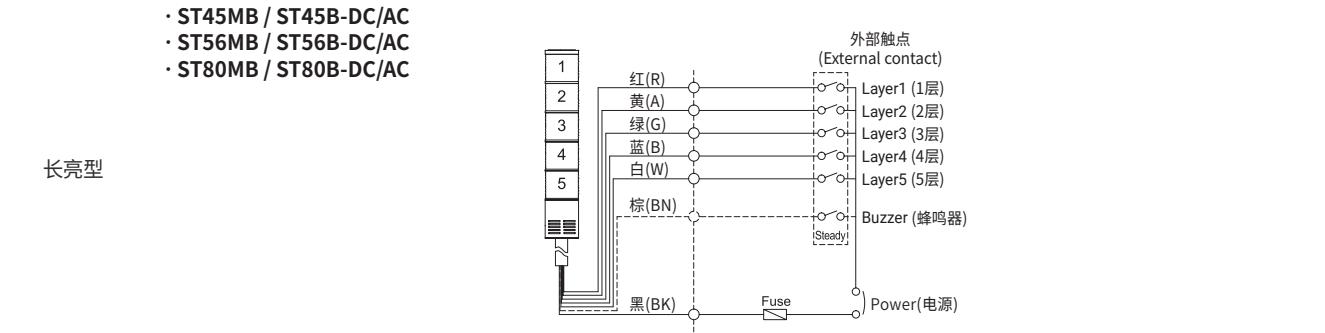 · ST45MB / ST45B-DC/AC
· ST56MB / ST56B-DC/AC
· ST80MB / ST80B-DC/AC
长亮型
外部触点
(External contact)
1
2
3
4
5
红(R)
黄(A)
绿(G)
蓝(B)
白(W)
棕(BN)
黑(BK)
Layer1 (1层)
Layer2 (2层)
Layer3 (3层)
Layer4 (4层)
Layer5 (5层)
Buzzer (蜂鸣器)
Steady
Fuse
Power(电源)